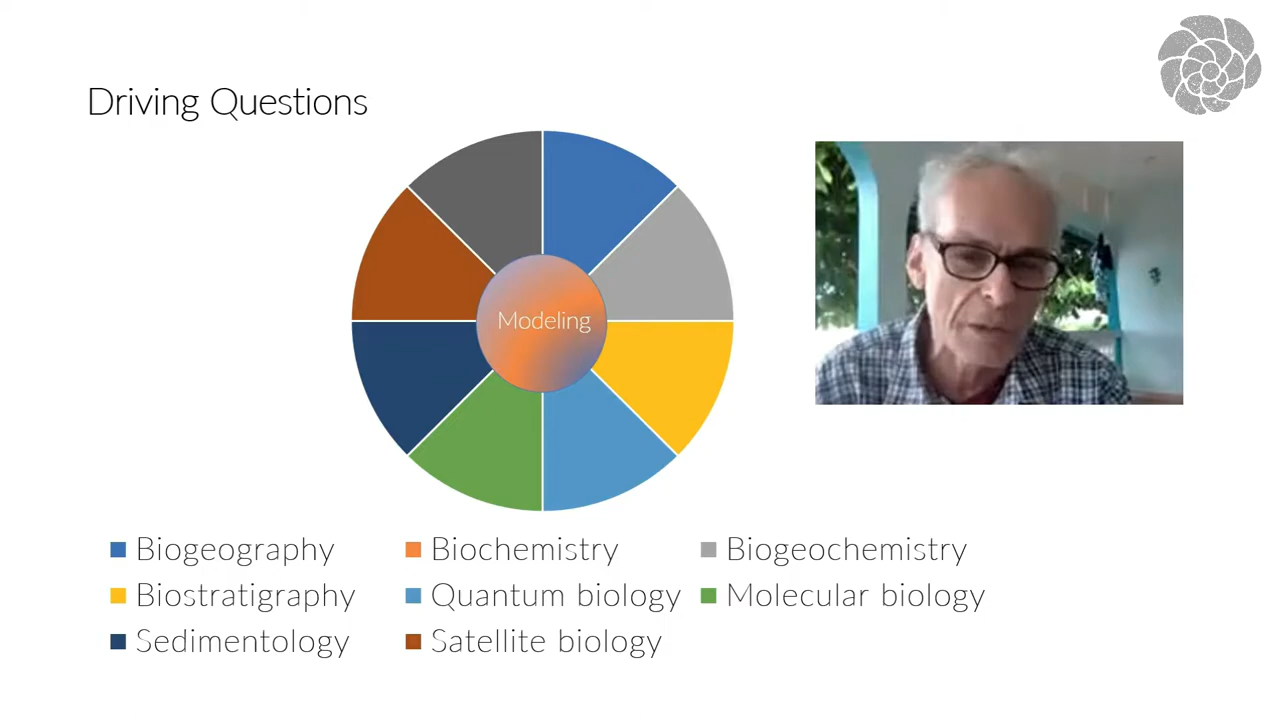 Driving Questions
Modeling
Biogeography
Biochemistry
Biogeochemistry
Biostratigraphy
Quantum biology
Molecular biology
Sedimentology
Satellite biology